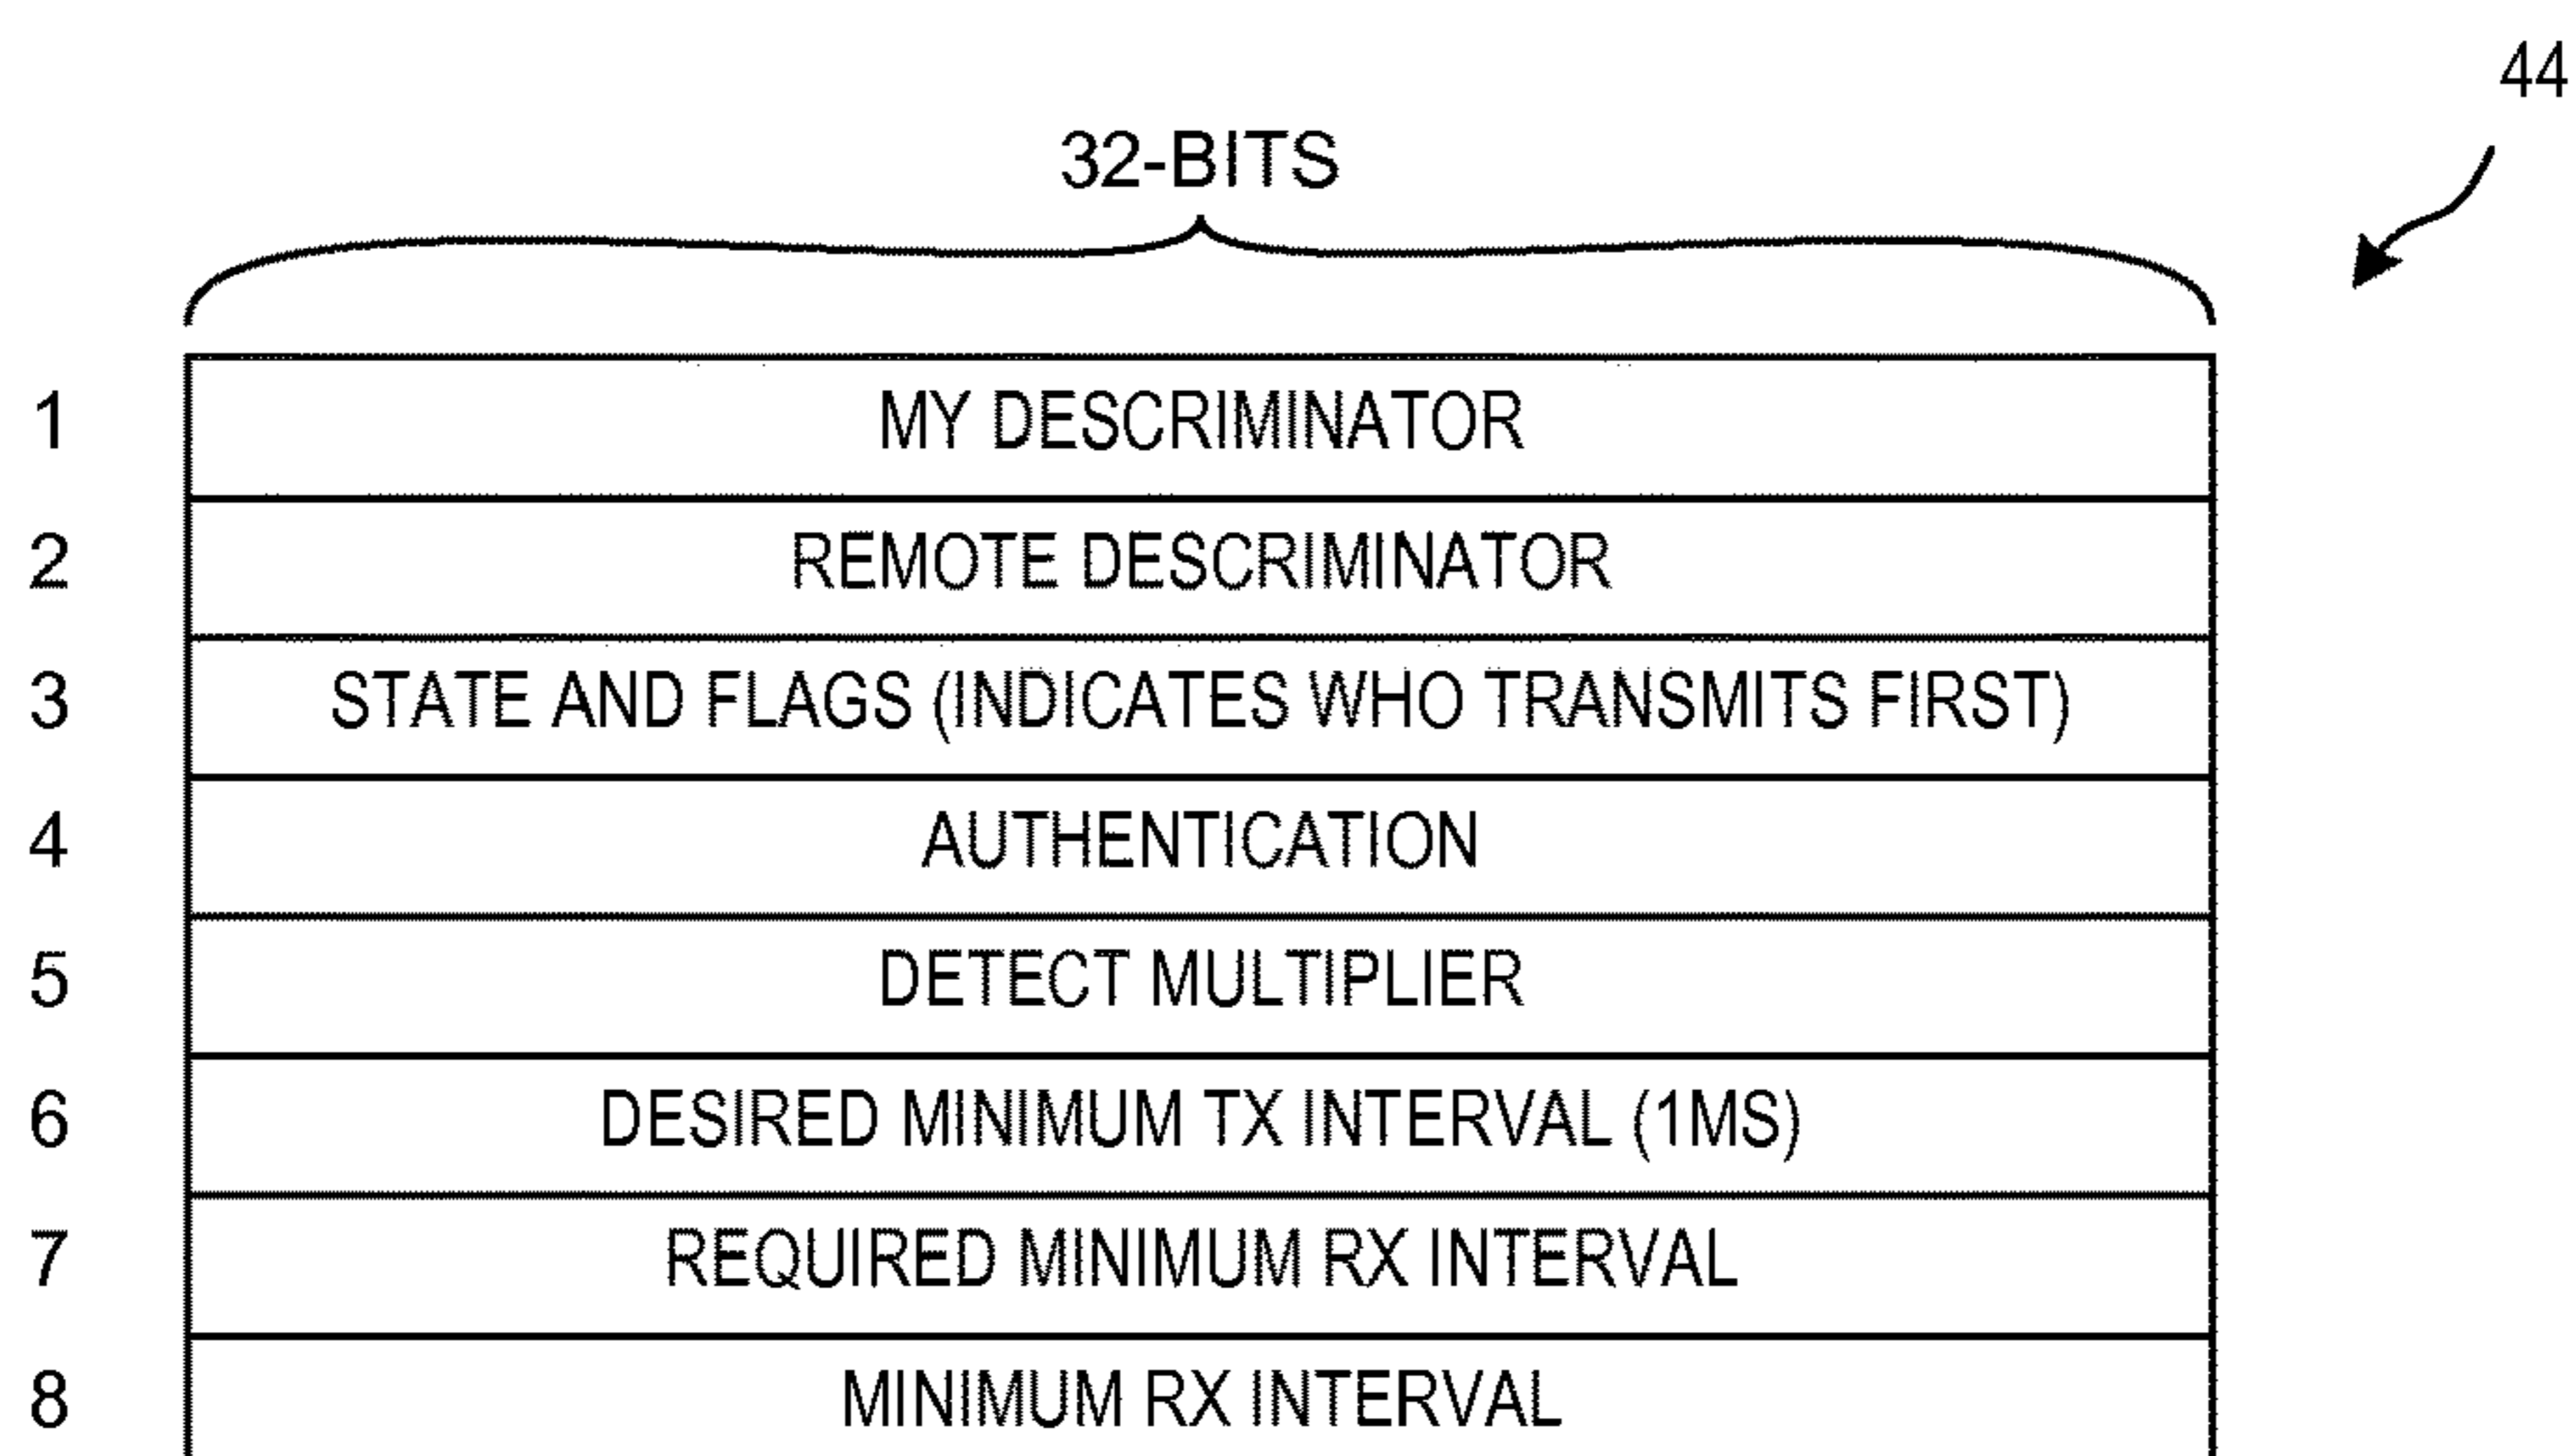 44
32-BITS
1 MY DESCRIMINATOR
2 REMOTE DESCRIMINATOR
3 STATE AND FLAGS (INDICATES WHO TRANSMITS FIRST)
4 AUTHENTICATION
5 DETECT MULTIPLIER
6 DESIRED MINIMUM TX INTERVAL (1MS)
7 REQUIRED MINIMUM RX INTERVAL
8 MINIMUM RX INTERVAL